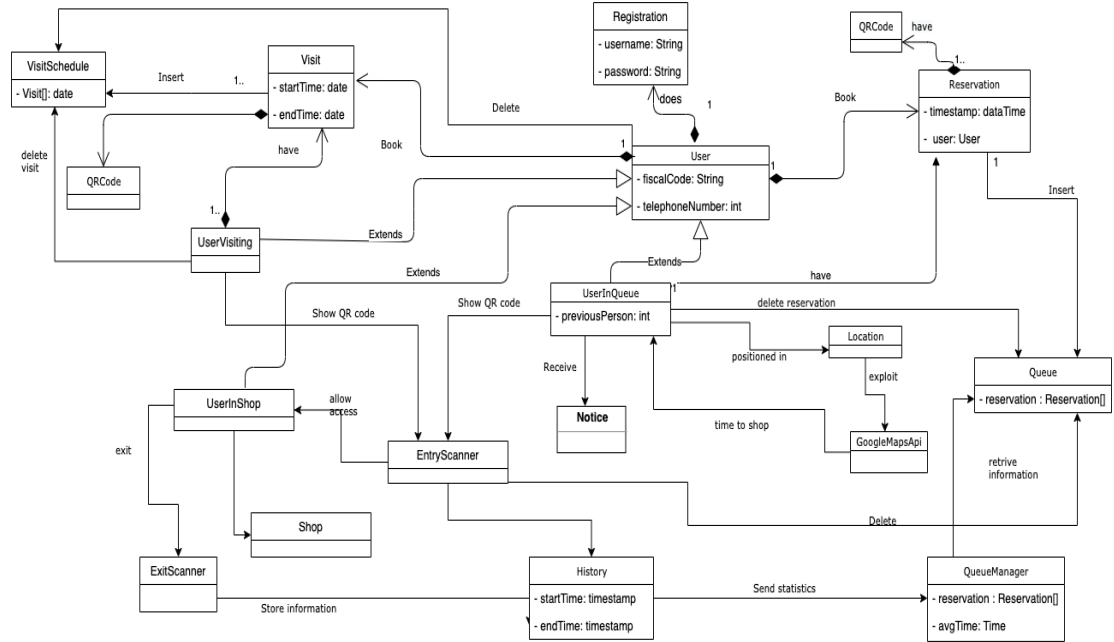 Registration
- username: String
- password: String
QRCode
have
VisitSchedule
- Visit[]: date
Insert
1..
Visit
- startTime: date
- endTime: date
Delete
does
1
Book
1..
Reservation
- timestamp: dataTime
- user: User
1
delete
visit
QRCode
have
Book
1
User
- fiscalCode: String
- telephoneNumber: int
1
Insert
1..
UserVisiting
Extends
Extends
Extends
have
Show QR code
Show QR code
UserInQueue
- previousPerson: int
1
delete reservation
positioned in
Location
exploit
Receive
Notice
time to shop
GoogleMapsApi
Queue
- reservation : Reservation[]
UserInShop
allow
access
exit
EntryScanner
retrive
information
Shop
Delete
ExitScanner
Store information
History
- startTime: timestamp
- endTime: timestamp
Send statistics
QueueManager
- reservation : Reservation[]
- avgTime: Time